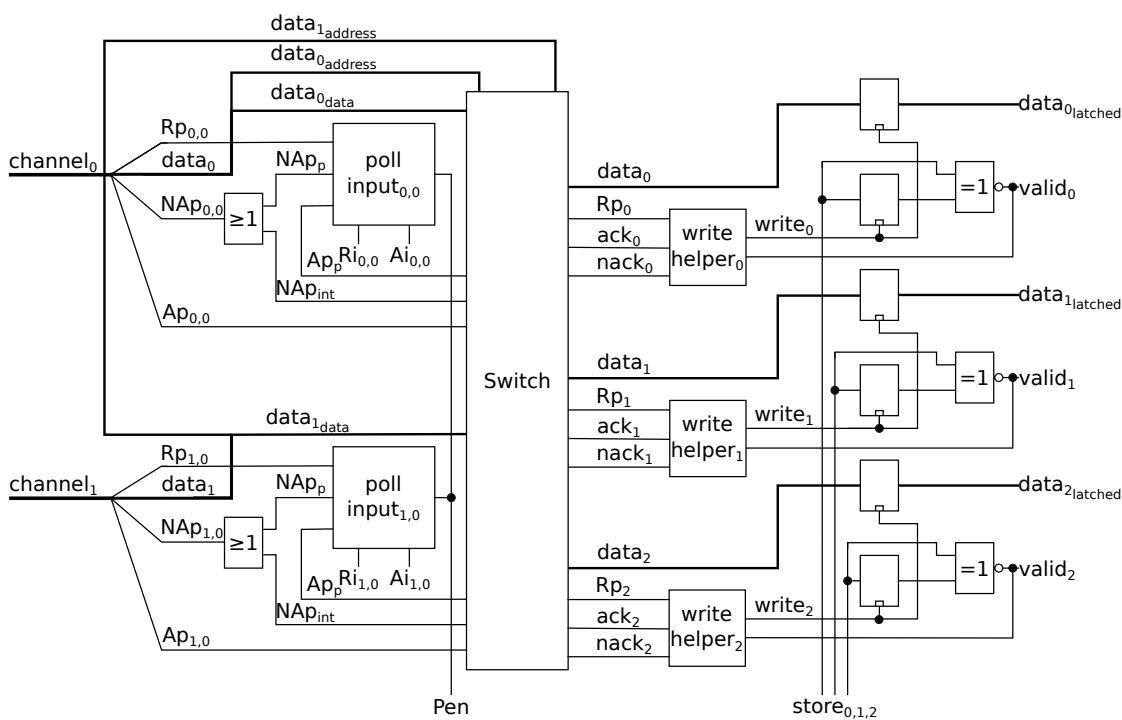 data1address
data0address
data0data
Rp0,0
channel0
data0
NApp
NAp0,0
≥1
poll
input0,0
App
Ri0,0
Ai0,0
NApint
Ap0,0
data1data
Rp1,0
channel1
data1
NApp
NAp1,0
≥1
poll
input1,0
App
Ri1,0
Ai1,0
NApint
Ap1,0
Pen
Switch
data0
Rp0
ack0
nack0
write
helper0
write0
=1
data0latched
valid0
data1
Rp1
ack1
nack1
write
helper1
write1
=1
data1latched
valid1
data2
Rp2
ack2
nack2
write
helper2
write2
=1
data2latched
valid2
store0,1,2